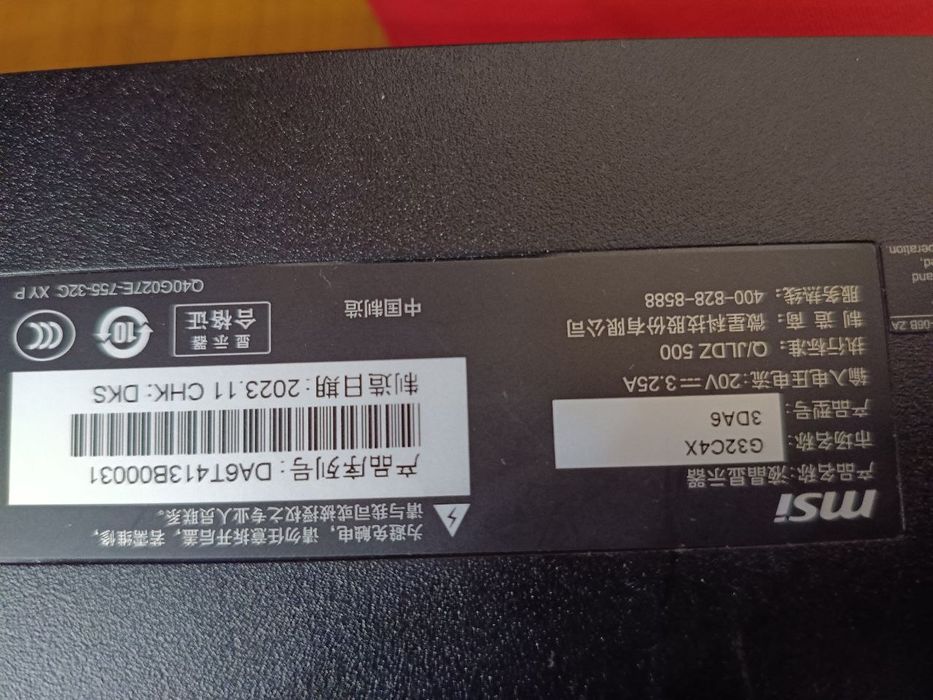 msi
产品名称：液晶显示器
市场名称：G32C4X
产品型号：3DA6
输入电压电流：20V⎓3.25A
执行标准：Q/JLDZ 500
制 造 商：微星科技股份有限公司
服务热线：400-828-8588
为避免触电，请勿任意拆开后盖，若需维修，
请与我司或被授权之专业人员联系。
产品序列号：DA6T413B00031
制造日期：2023.11 CHK: DKS
中国制造
显示器
合格证
10
CCC
Q40G027E-755-32G XY P
-06B 2A
and
peration